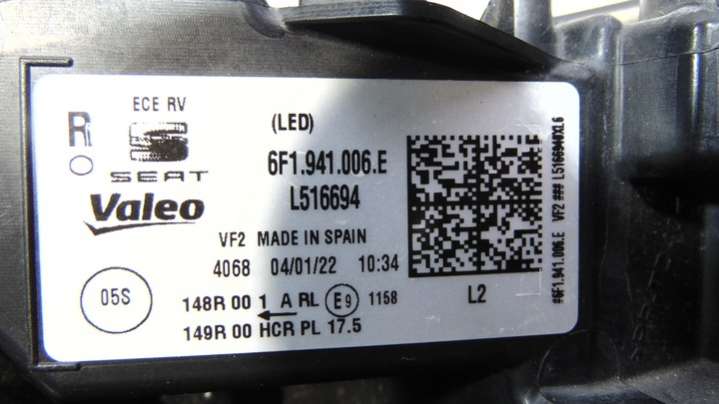 ECE RV
R
(LED)
SEAT
6F1.941.006.E
L516694
Valeo
VF2 MADE IN SPAIN
4068 04/01/22 10:34
05S
148R 00 1 A RL E9 1158
149R 00 HCR PL 17.5
L2
#6F1.941.006.E VF2 ###